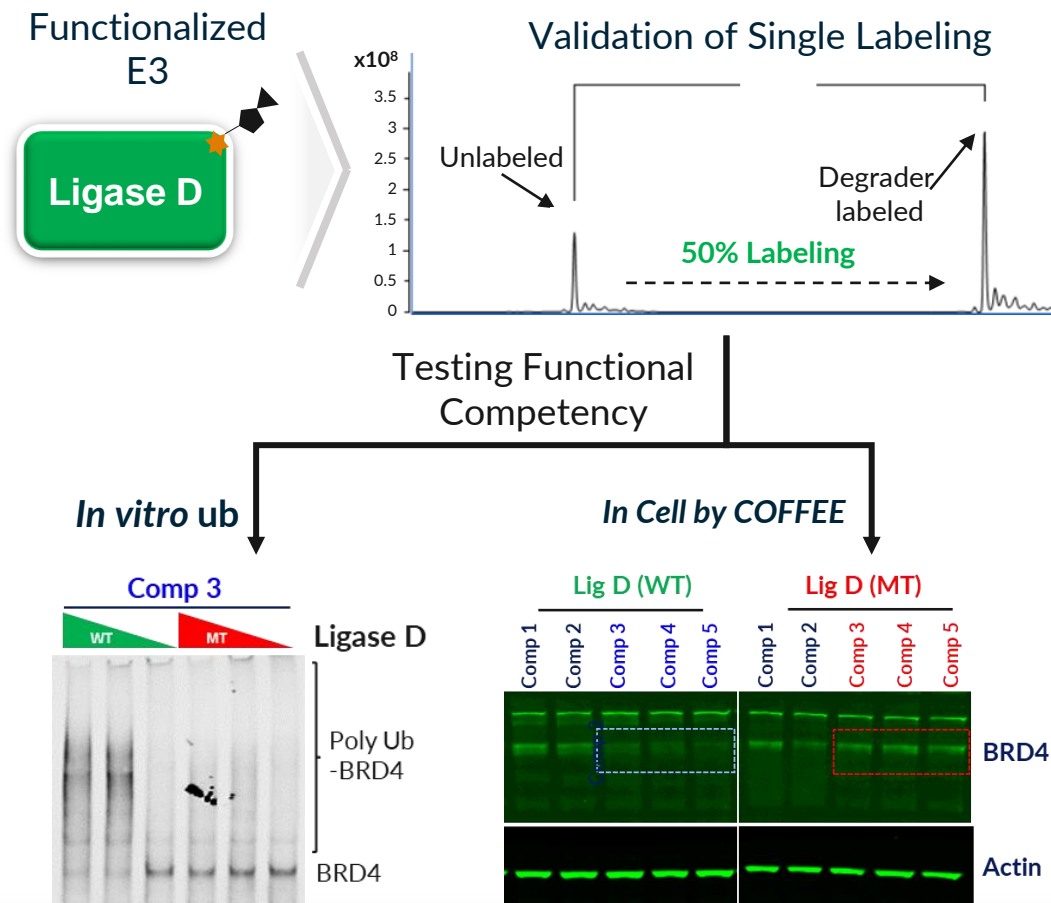 Functionalized
E3
Ligase D
Validation of Single Labeling
x10⁸
3.5
3
2.5
2
1.5
1
0.5
0
Unlabeled
Degrader
labeled
50% Labeling
Testing Functional
Competency
In vitro ub
In Cell by COFFEE
Comp 3
WT
MT
Ligase D
Poly Ub
-BRD4
BRD4
Lig D (WT)
Lig D (MT)
Comp 1
Comp 2
Comp 3
Comp 4
Comp 5
Comp 1
Comp 2
Comp 3
Comp 4
Comp 5
BRD4
Actin